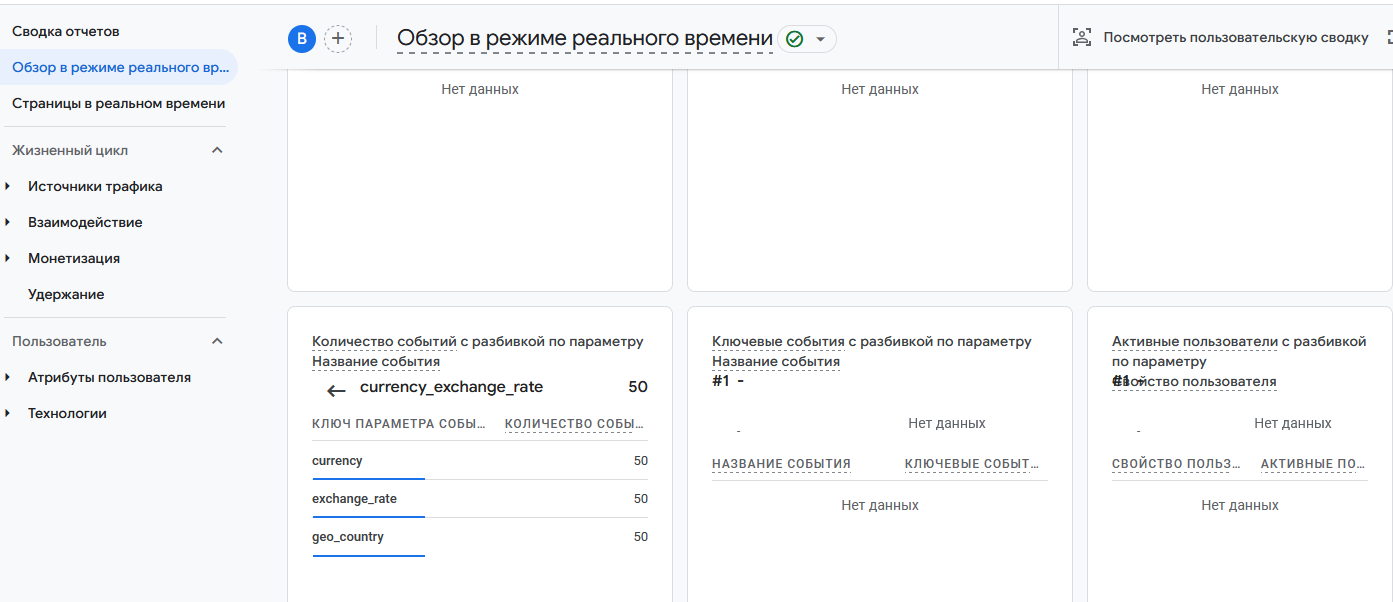 Сводка отчетов
Обзор в режиме реального вр...
Страницы в реальном времени
Жизненный цикл
Источники трафика
Взаимодействие
Монетизация
Удержание
Пользователь
Атрибуты пользователя
Технологии
B
Обзор в режиме реального времени
Посмотреть пользовательскую сводку
Нет данных
Нет данных
Нет данных
Количество событий с разбивкой по параметру
Название события
currency_exchange_rate 50
КЛЮЧ ПАРАМЕТРА СОБЫ... КОЛИЧЕСТВО СОБЫ...
currency 50
exchange_rate 50
geo_country 50
Ключевые события с разбивкой по параметру
Название события
#1 -
Нет данных
-
НАЗВАНИЕ СОБЫТИЯ КЛЮЧЕВЫЕ СОБЫТ...
Нет данных
Активные пользователи с разбивкой
по параметру
Свойство пользователя
#1 -
Нет данных
-
СВОЙСТВО ПОЛЬЗ... АКТИВНЫЕ ПО...
Нет данных